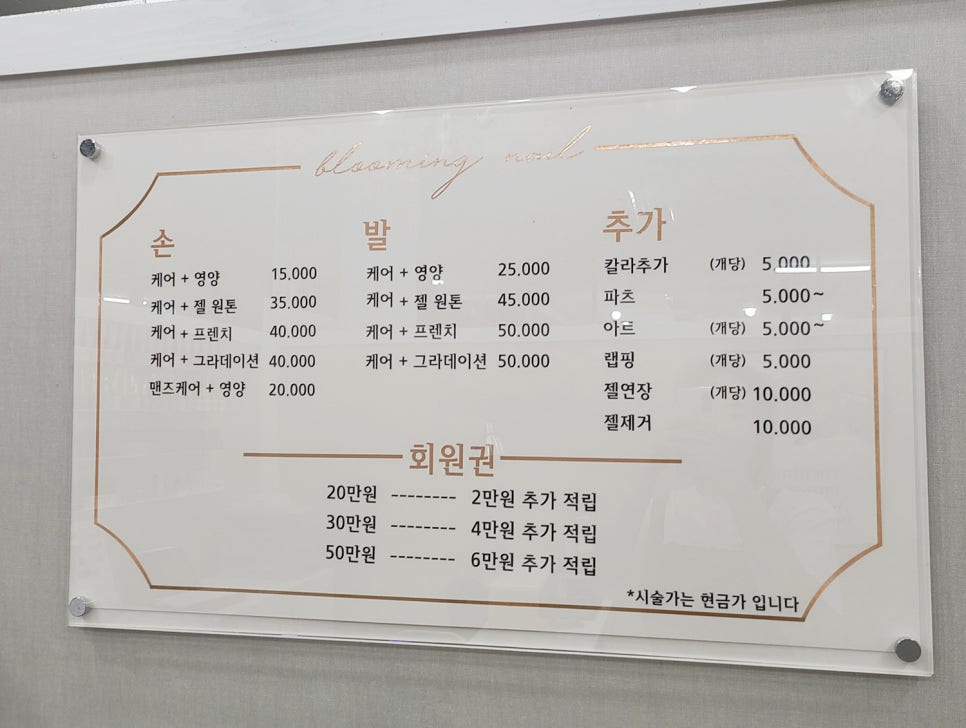 blooming nail
손
케어 + 영양 15.000
케어 + 젤 원톤 35.000
케어 + 프렌치 40.000
케어 + 그라데이션 40.000
맨즈케어 + 영양 20.000
발
케어 + 영양 25.000
케어 + 젤 원톤 45.000
케어 + 프렌치 50.000
케어 + 그라데이션 50.000
추가
칼라추가 (개당) 5.000
파츠 5.000~
아트 (개당) 5.000~
랩핑 (개당) 5.000
젤연장 (개당) 10.000
젤제거 10.000
회원권
20만원 -------- 2만원 추가 적립
30만원 -------- 4만원 추가 적립
50만원 -------- 6만원 추가 적립
*시술가는 현금가 입니다